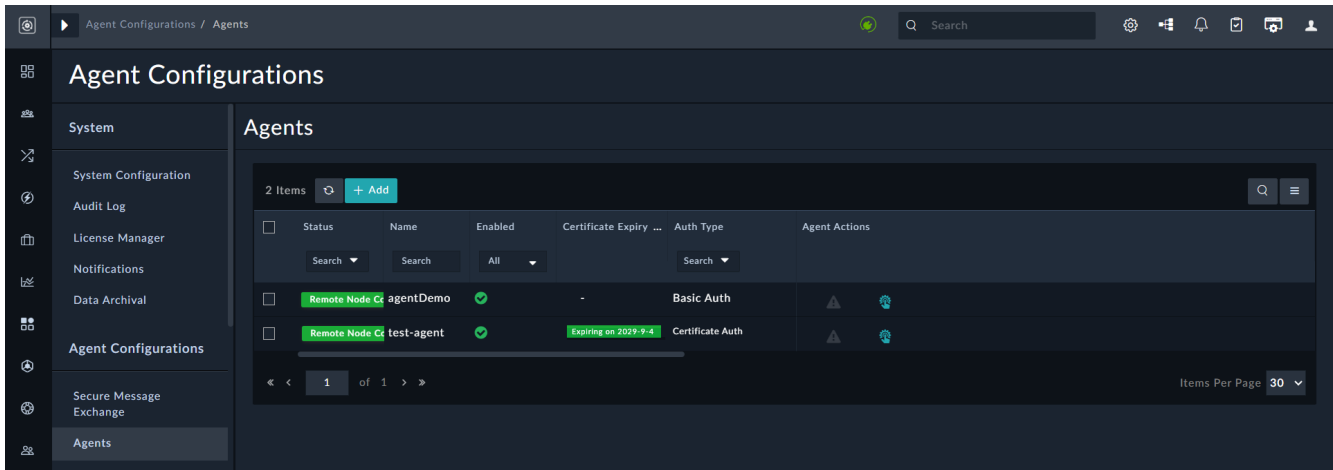 Agent Configurations / Agents
Search
Agent Configurations
System
System Configuration
Audit Log
License Manager
Notifications
Data Archival
Agent Configurations
Secure Message
Exchange
Agents
Agents
2 Items
+ Add
Status Name Enabled Certificate Expiry ... Auth Type Agent Actions
Search Search All Search
Remote Node Cc agentDemo - Basic Auth
Remote Node Cc test-agent Expiring on 2029-9-4 Certificate Auth
« < 1 of 1 > »
Items Per Page 30